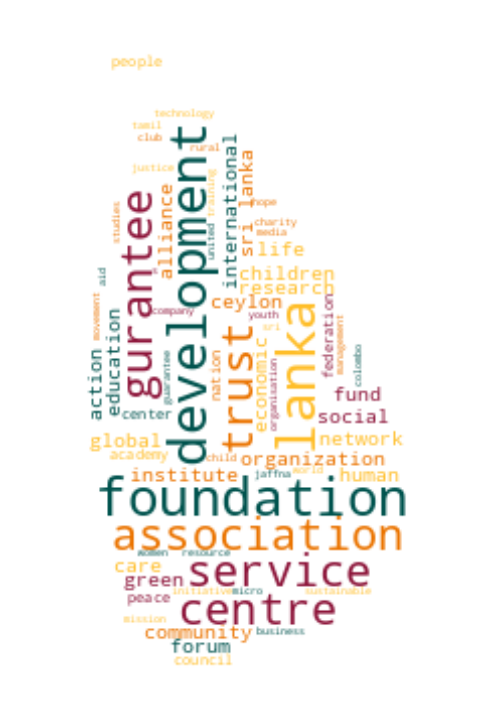 people
technology
tamil
club
rural
justice
development
international
sri lanka
training
alliance
gurantee
hope
studies
charity
media
united
life
aid
children
research
ceylon
movement
company
youth
sri
lanka
federation
management
education
trust
economic
action
guarantee
nation
organisation
colombo
fund
center
social
global
network
academy
child
organization
institute
jaffna
world
human
foundation
association
women
resource
care
service
green
initiative
micro
sustainable
peace
centre
mission
community
business
forum
council